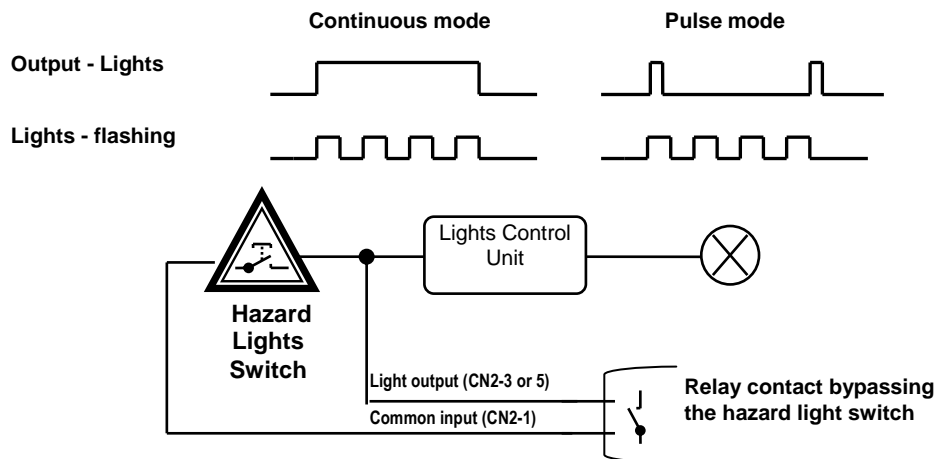 Continuous mode
Pulse mode
Output - Lights
Lights - flashing
Lights Control
Unit
Hazard
Lights
Switch
Light output (CN2-3 or 5)
Common input (CN2-1)
Relay contact bypassing
the hazard light switch